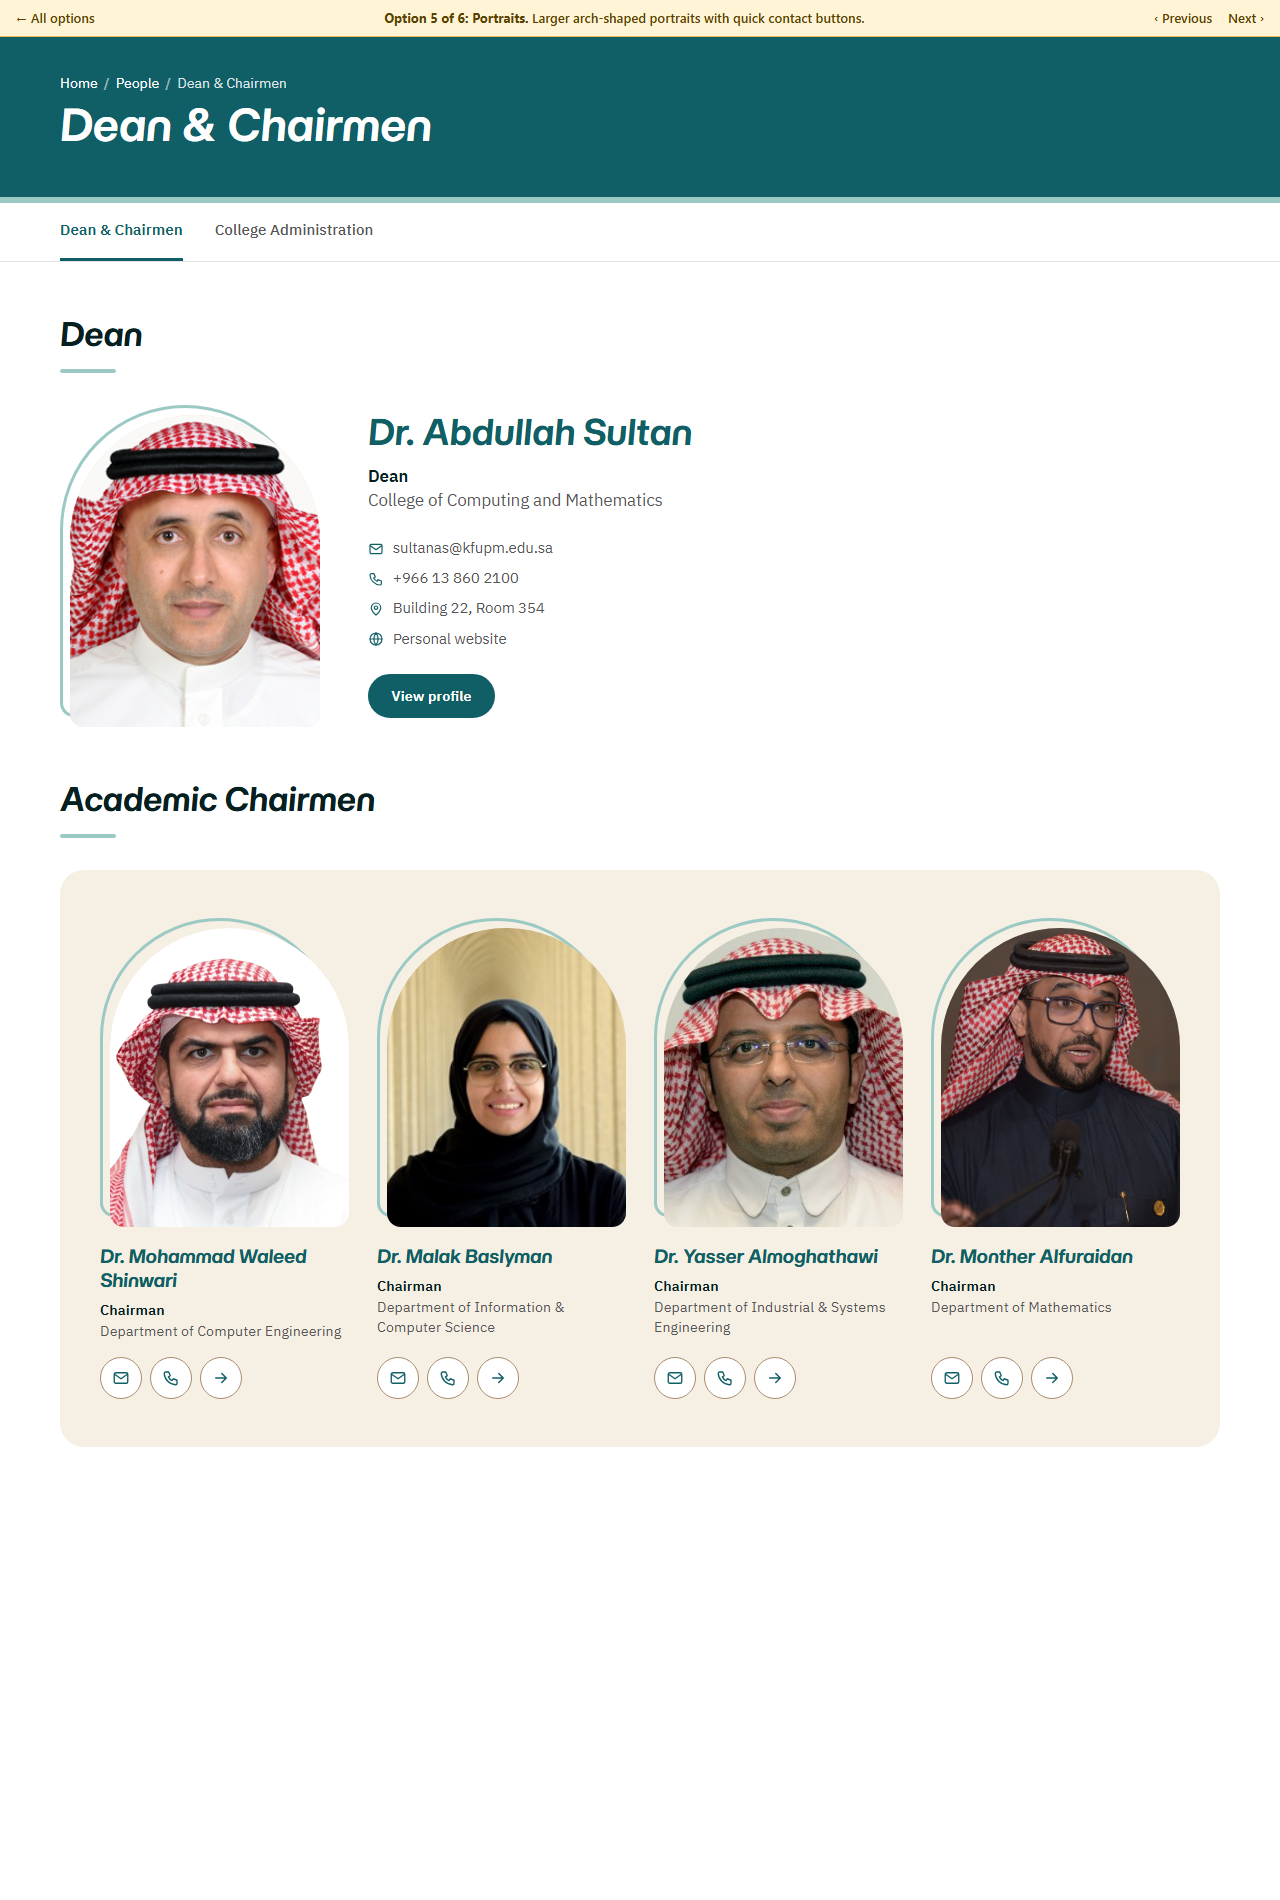 ← All options
Option 5 of 6: Portraits. Larger arch-shaped portraits with quick contact buttons.
‹ Previous Next ›
Home / People / Dean & Chairmen
Dean & Chairmen
Dean & Chairmen College Administration
Dean
Dr. Abdullah Sultan
Dean
College of Computing and Mathematics
sultanas@kfupm.edu.sa
+966 13 860 2100
Building 22, Room 354
Personal website
View profile
Academic Chairmen
Dr. Mohammad Waleed
Shinwari
Chairman
Department of Computer Engineering
Dr. Malak Baslyman
Chairman
Department of Information &
Computer Science
Dr. Yasser Almoghathawi
Chairman
Department of Industrial & Systems
Engineering
Dr. Monther Alfuraidan
Chairman
Department of Mathematics